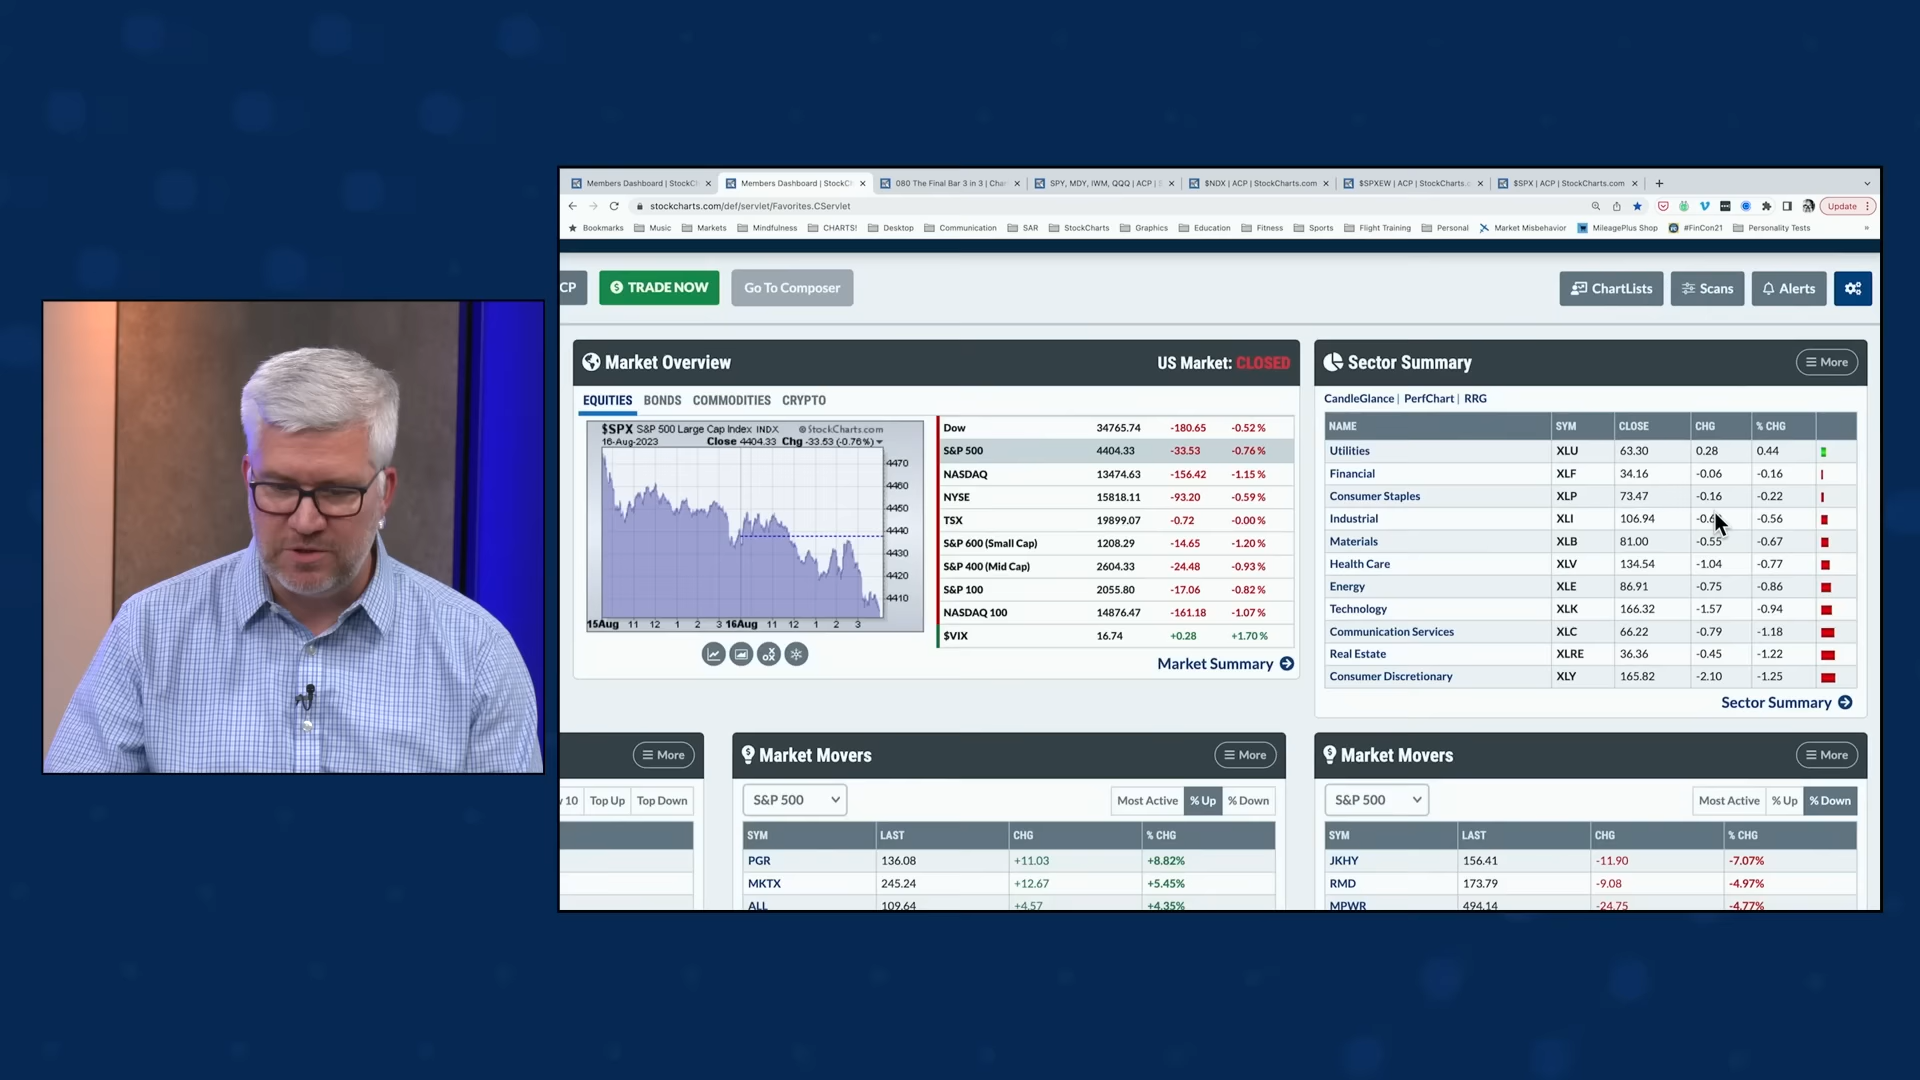 Members Dashboard | StockC
Members Dashboard | StockC
080 The Final Bar 3 in 3 | Cha
SPY, MDY, IWM, QQQ | ACP |
$NDX | ACP | StockCharts.com
$SPXEW | ACP | StockCharts.
$SPX | ACP | StockCharts.com
stockcharts.com/def/servlet/Favorites.CServlet
Update
Bookmarks Music Markets Mindfulness CHARTS! Desktop Communication SAR StockCharts Graphics Education Fitness Sports Flight Training Personal Market Misbehavior MileagePlus Shop #FinCon21 Personality Tests »
CP TRADE NOW Go To Composer ChartLists Scans Alerts
Market Overview US Market: CLOSED
EQUITIES BONDS COMMODITIES CRYPTO
$SPX S&P 500 Large Cap Index INDX @StockCharts.com
16-Aug-2023 Close 4404.33 Chg -33.53 (-0.76%)
4470
4460
4450
4440
4430
4420
4410
15Aug 11 12 1 2 3 16Aug 11 12 1 2 3
Dow 34765.74 -180.65 -0.52%
S&P 500 4404.33 -33.53 -0.76%
NASDAQ 13474.63 -156.42 -1.15%
NYSE 15818.11 -93.20 -0.59%
TSX 19899.07 -0.72 -0.00%
S&P 600 (Small Cap) 1208.29 -14.65 -1.20%
S&P 400 (Mid Cap) 2604.33 -24.48 -0.93%
S&P 100 2055.80 -17.06 -0.82%
NASDAQ 100 14876.47 -161.18 -1.07%
$VIX 16.74 +0.28 +1.70%
Market Summary
Sector Summary More
CandleGlance | PerfChart | RRG
NAME SYM CLOSE CHG % CHG
Utilities XLU 63.30 0.28 0.44
Financial XLF 34.16 -0.06 -0.16
Consumer Staples XLP 73.47 -0.16 -0.22
Industrial XLI 106.94 -0.56
Materials XLB 81.00 -0.55 -0.67
Health Care XLV 134.54 -1.04 -0.77
Energy XLE 86.91 -0.75 -0.86
Technology XLK 166.32 -1.57 -0.94
Communication Services XLC 66.22 -0.79 -1.18
Real Estate XLRE 36.36 -0.45 -1.22
Consumer Discretionary XLY 165.82 -2.10 -1.25
Sector Summary
More
10 Top Up Top Down
Market Movers More
S&P 500 Most Active % Up % Down
SYM LAST CHG % CHG
PGR 136.08 +11.03 +8.82%
MKTX 245.24 +12.67 +5.45%
ALL 109.64 +4.57 +4.35%
Market Movers More
S&P 500 Most Active % Up % Down
SYM LAST CHG % CHG
JKHY 156.41 -11.90 -7.07%
RMD 173.79 -9.08 -4.97%
MPWR 494.14 -24.75 -4.77%